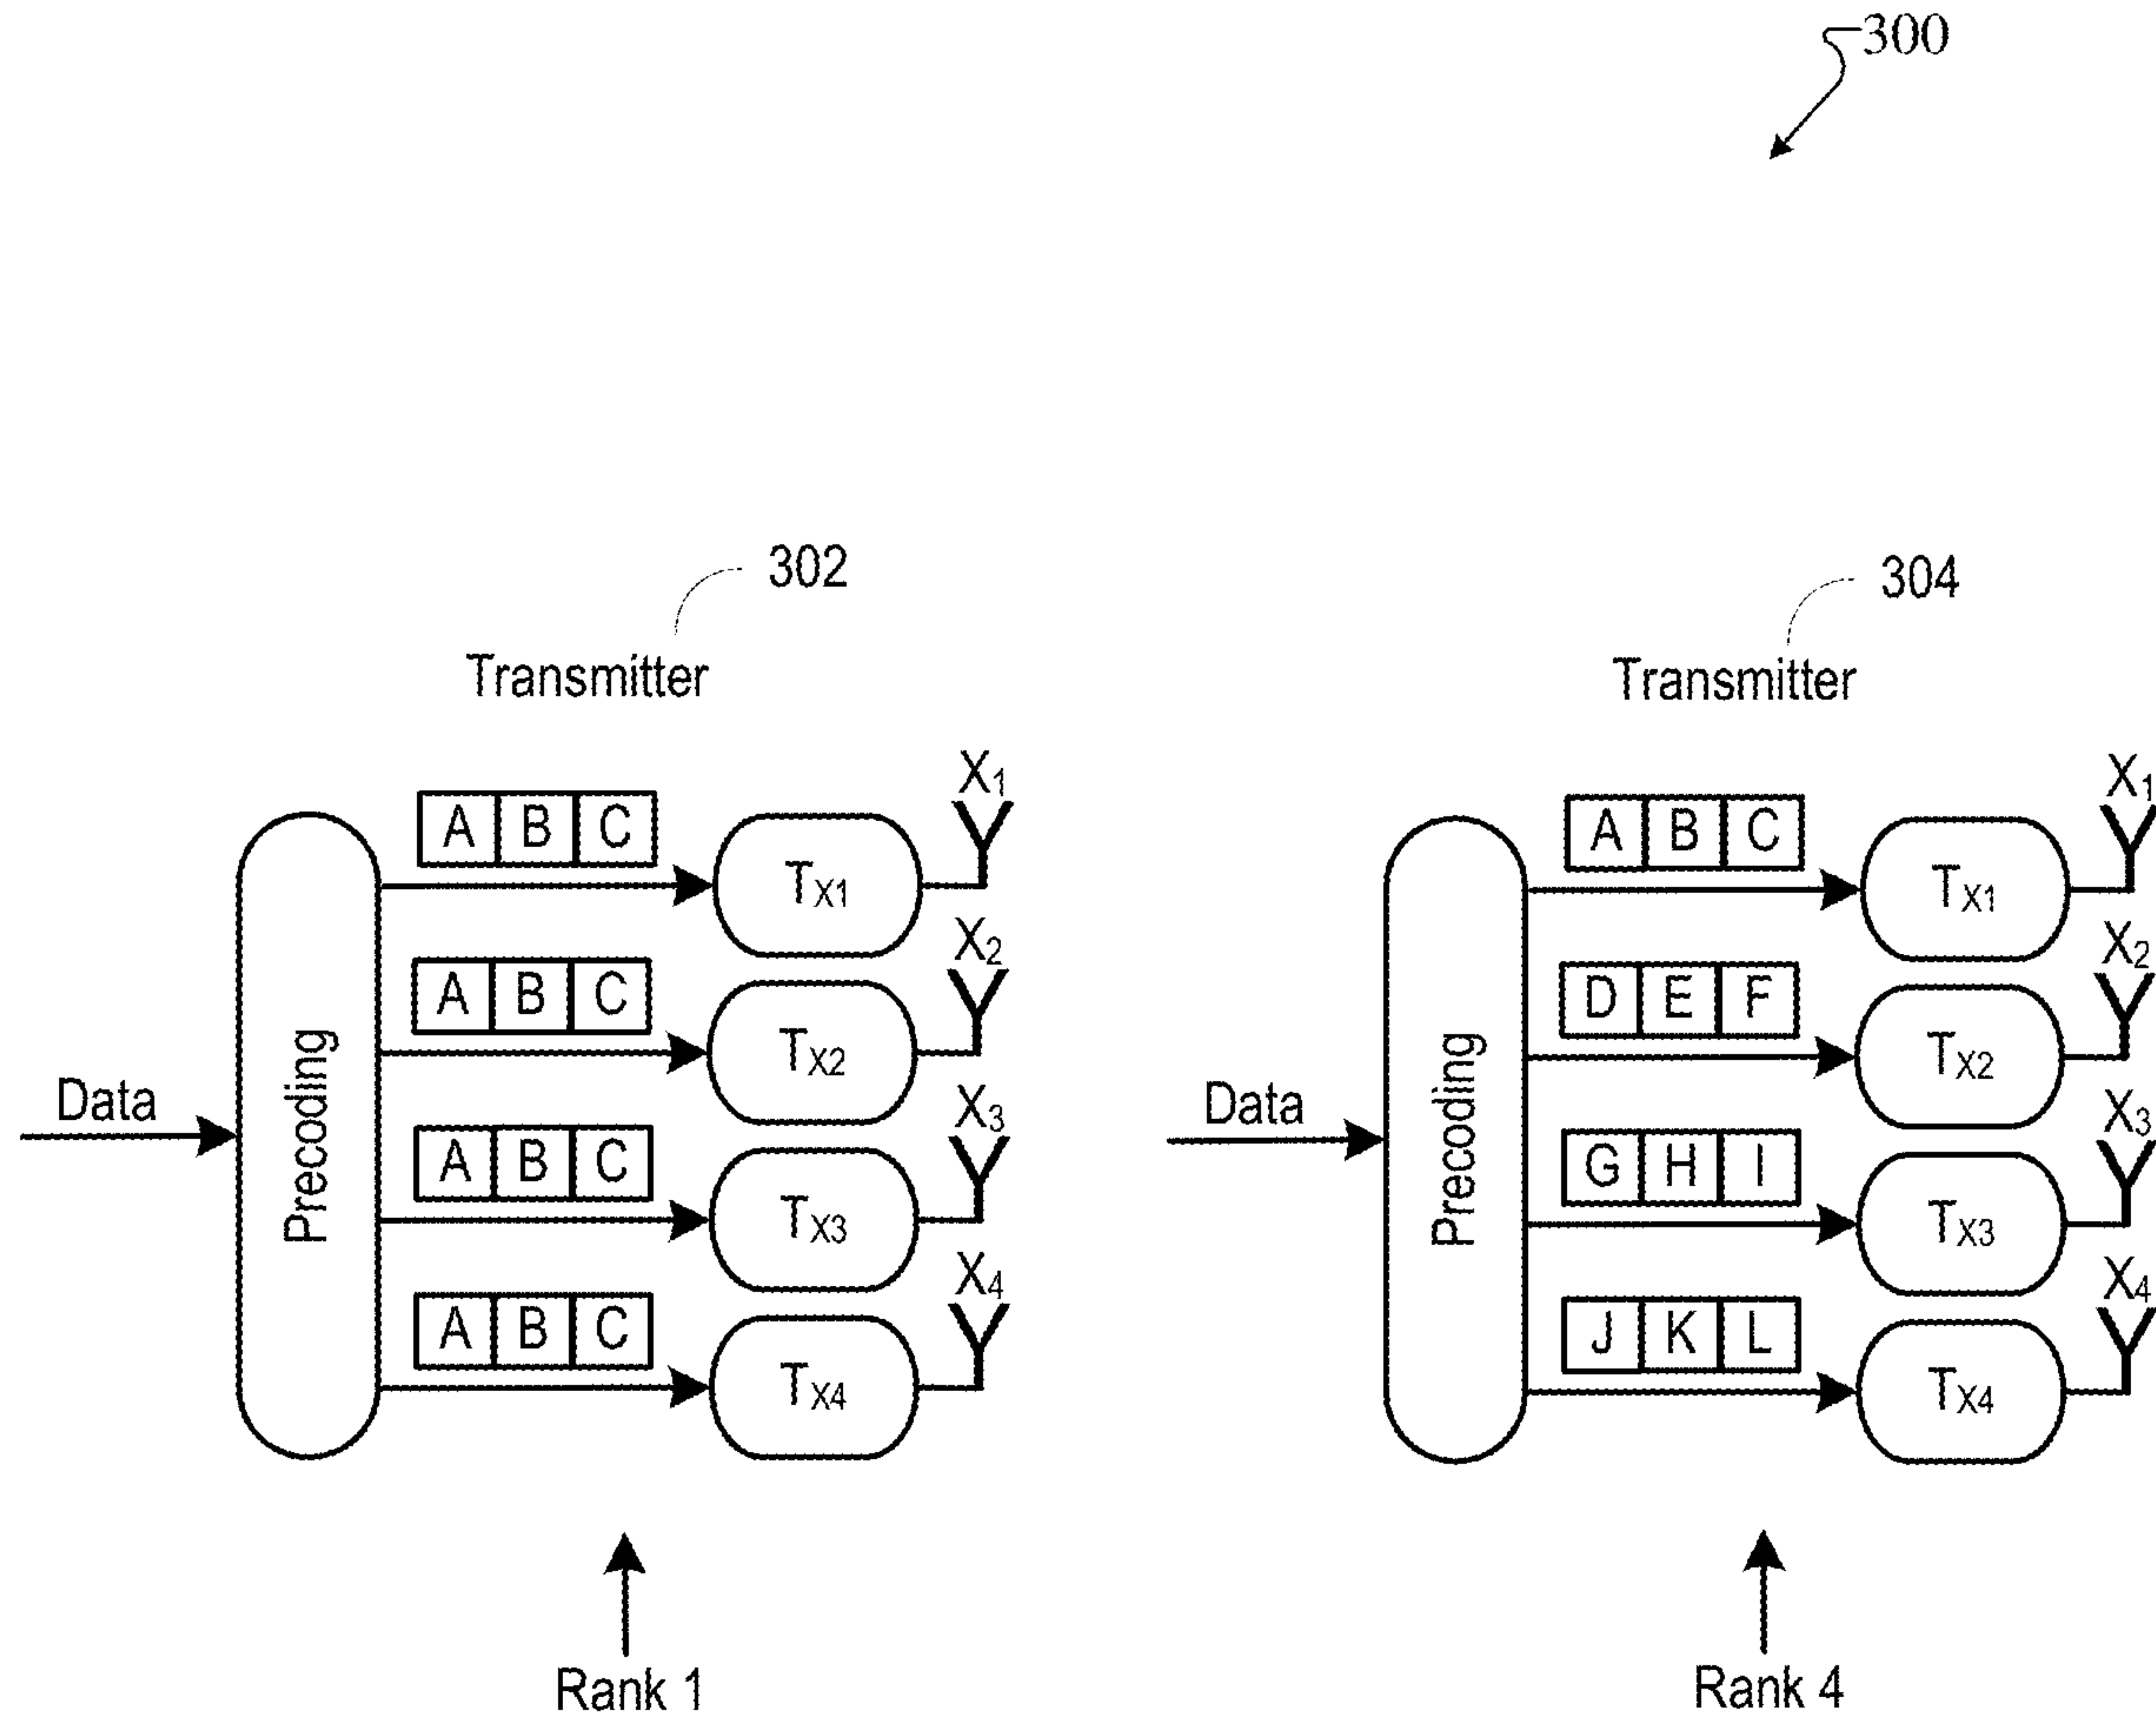 300
302
Transmitter
Data
Precoding
A B C
X1
TX1
A B C
X2
TX2
A B C
X3
TX3
A B C
X4
TX4
Rank 1
304
Transmitter
Data
Precoding
A B C
X1
TX1
D E F
X2
TX2
G H I
X3
TX3
J K L
X4
TX4
Rank 4